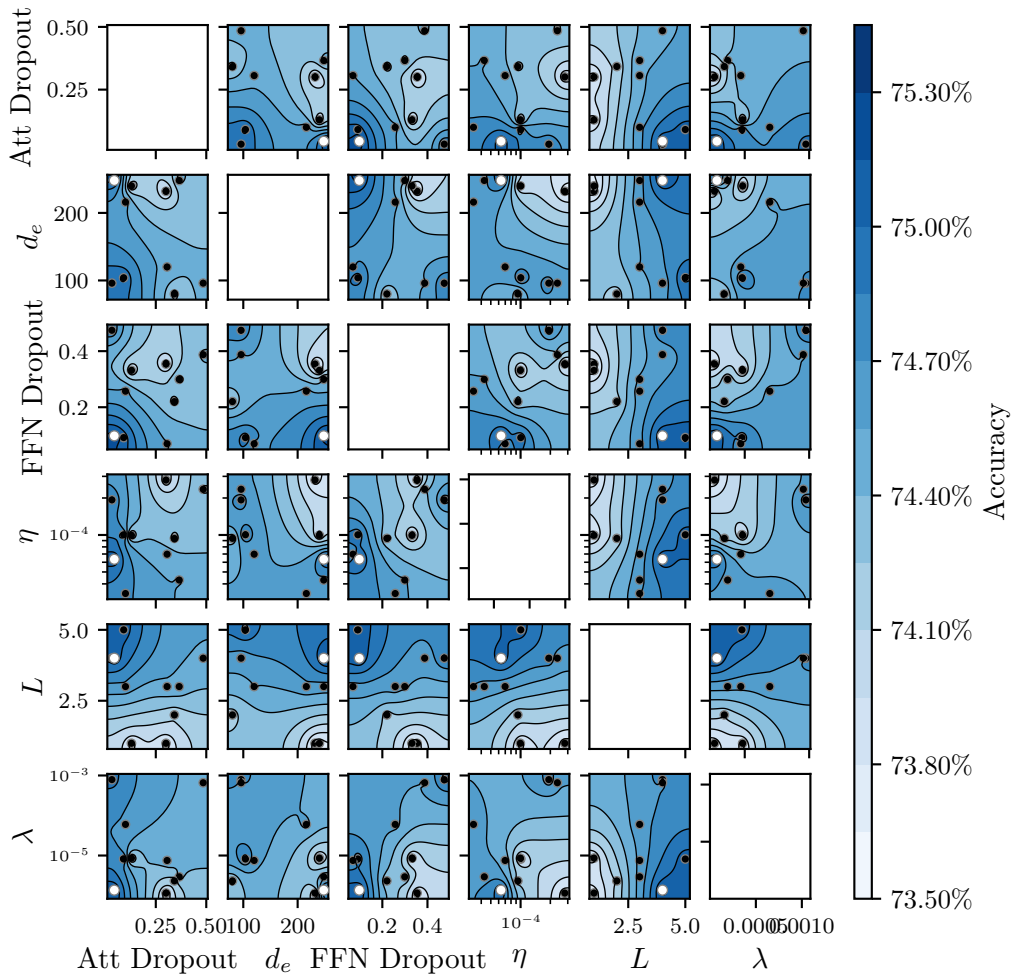 Att Dropout
0.50
0.25
d_e
200
100
FFN Dropout
0.4
0.2
η
10⁻⁴
L
5.0
2.5
λ
10⁻³
10⁻⁵
0.25
0.50
100
200
0.2
0.4
10⁻⁴
2.5
5.0
0.0000
0.00010
Att Dropout
d_e
FFN Dropout
η
L
λ
75.30%
75.00%
74.70%
74.40%
74.10%
73.80%
73.50%
Accuracy